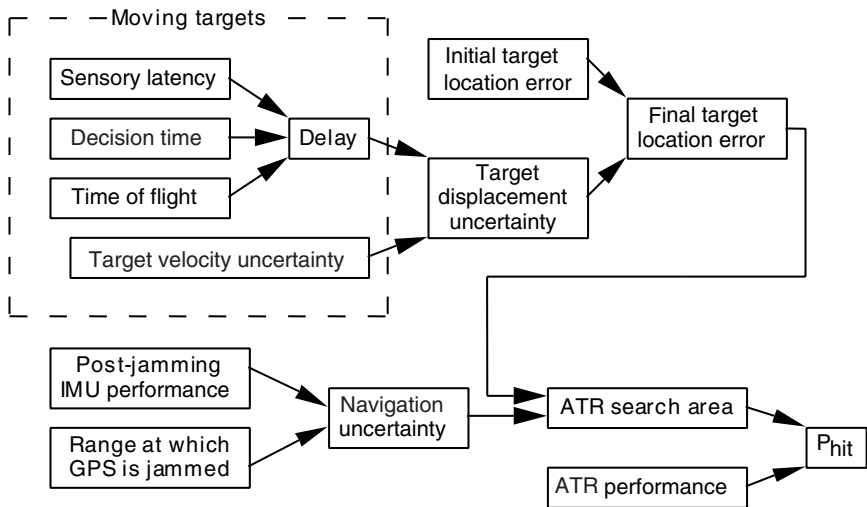 Moving targets
Sensory latency
Decision time
Time of flight
Delay
Target velocity uncertainty
Initial target
location error
Target
displacement
uncertainty
Final target
location error
Post-jamming
IMU performance
Range at which
GPS is jammed
Navigation
uncertainty
ATR search area
ATR performance
Phit